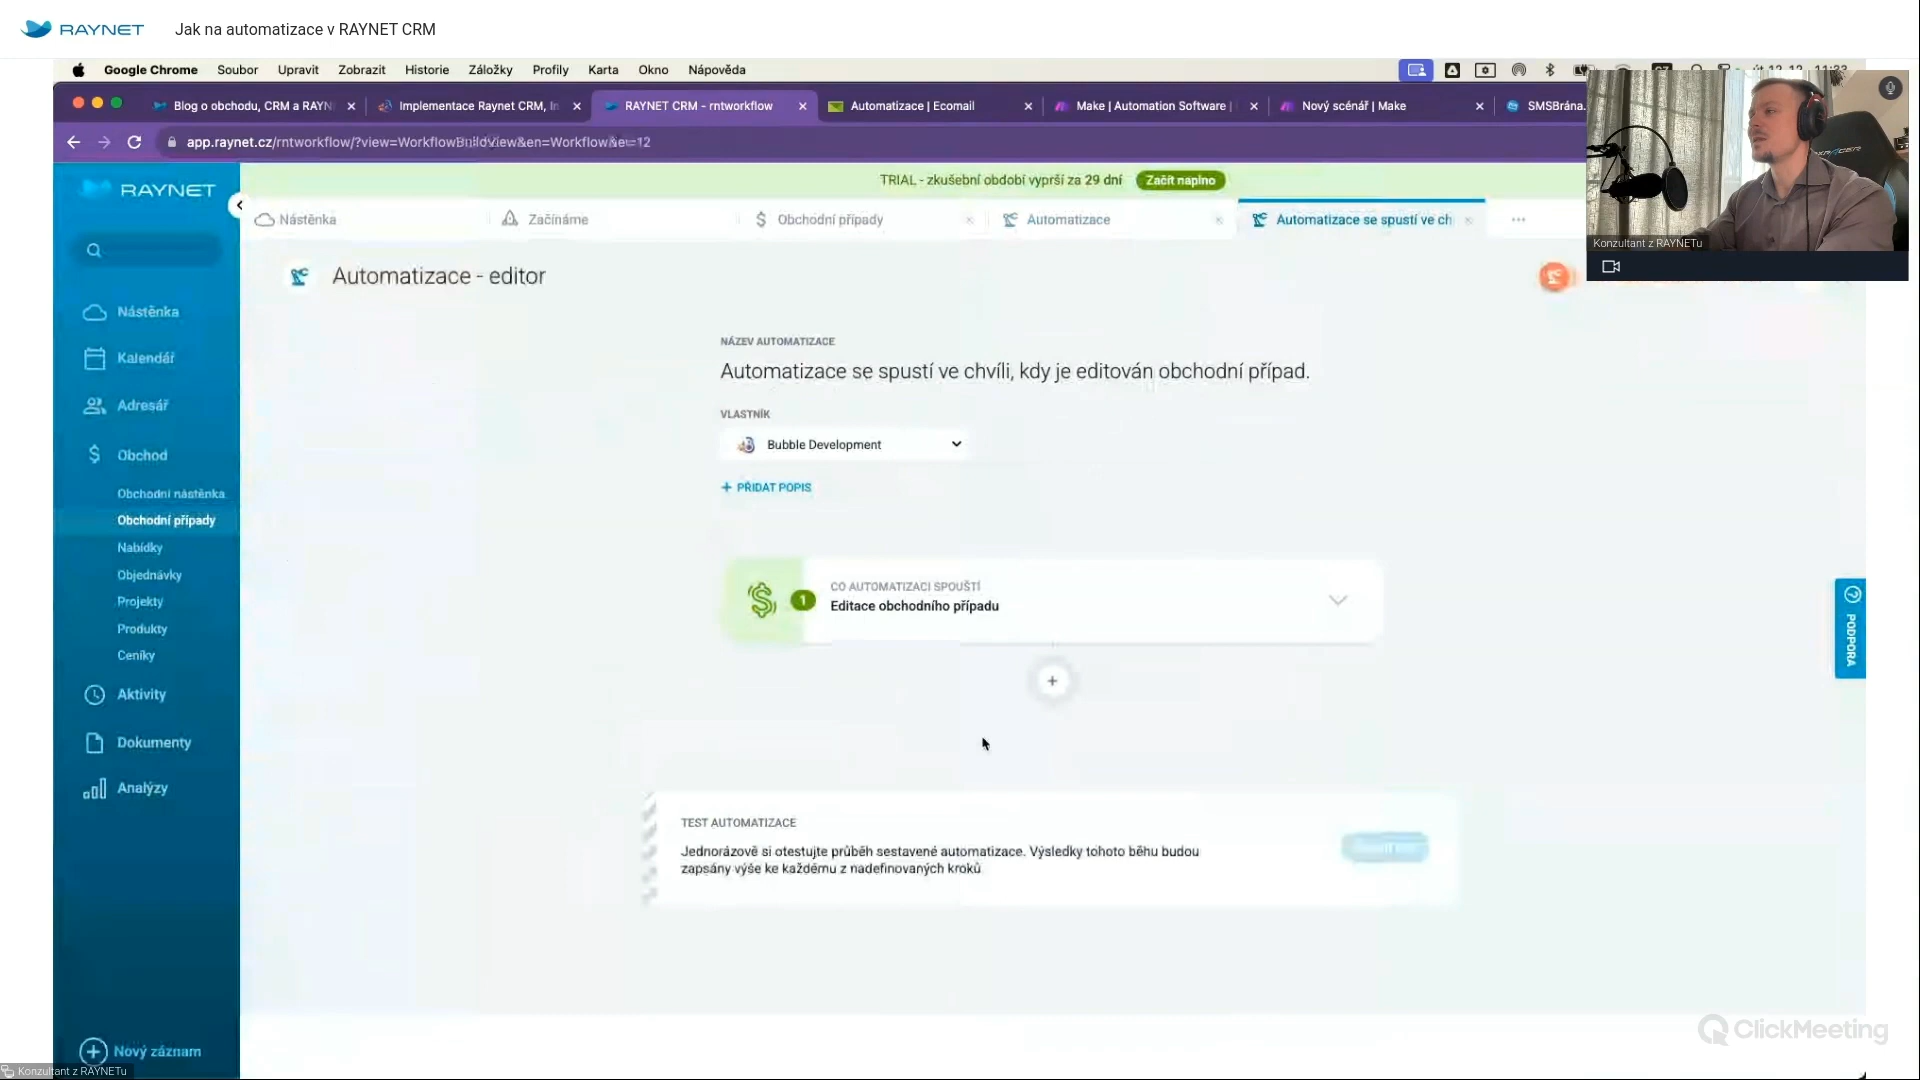 RAYNET
Jak na automatizace v RAYNET CRM
Google Chrome Soubor Upravit Zobrazit Historie Záložky Profily Karta Okno Nápověda
Blog o obchodu, CRM a RAYN
Implementace Raynet CRM, In
RAYNET CRM - rntworkflow
Automatizace | Ecomail
Make | Automation Software |
Nový scénář | Make
SMSBrána.
app.raynet.cz/rntworkflow/?view=WorkflowBuildView&en=Workflow&ei=12
Konzultant z RAYNETu
RAYNET
TRIAL - zkušební období vyprší za 29 dní
Začít naplno
Nástěnka
Začínáme
Obchodní případy
Automatizace
Automatizace se spustí ve ch
Automatizace - editor
Nástěnka
Kalendář
Adresář
Obchod
Obchodní nástěnka
Obchodní případy
Nabídky
Objednávky
Projekty
Produkty
Ceníky
Aktivity
Dokumenty
Analýzy
Nový záznam
NÁZEV AUTOMATIZACE
Automatizace se spustí ve chvíli, kdy je editován obchodní případ.
VLASTNÍK
Bubble Development
+ PŘIDAT POPIS
1
CO AUTOMATIZACI SPOUŠTÍ
Editace obchodního případu
+
TEST AUTOMATIZACE
Jednorázově si otestujte průběh sestavené automatizace. Výsledky tohoto běhu budou
zapsány výše ke každému z nadefinovaných kroků
PODPORA
ClickMeeting
Konzultant z RAYNETu